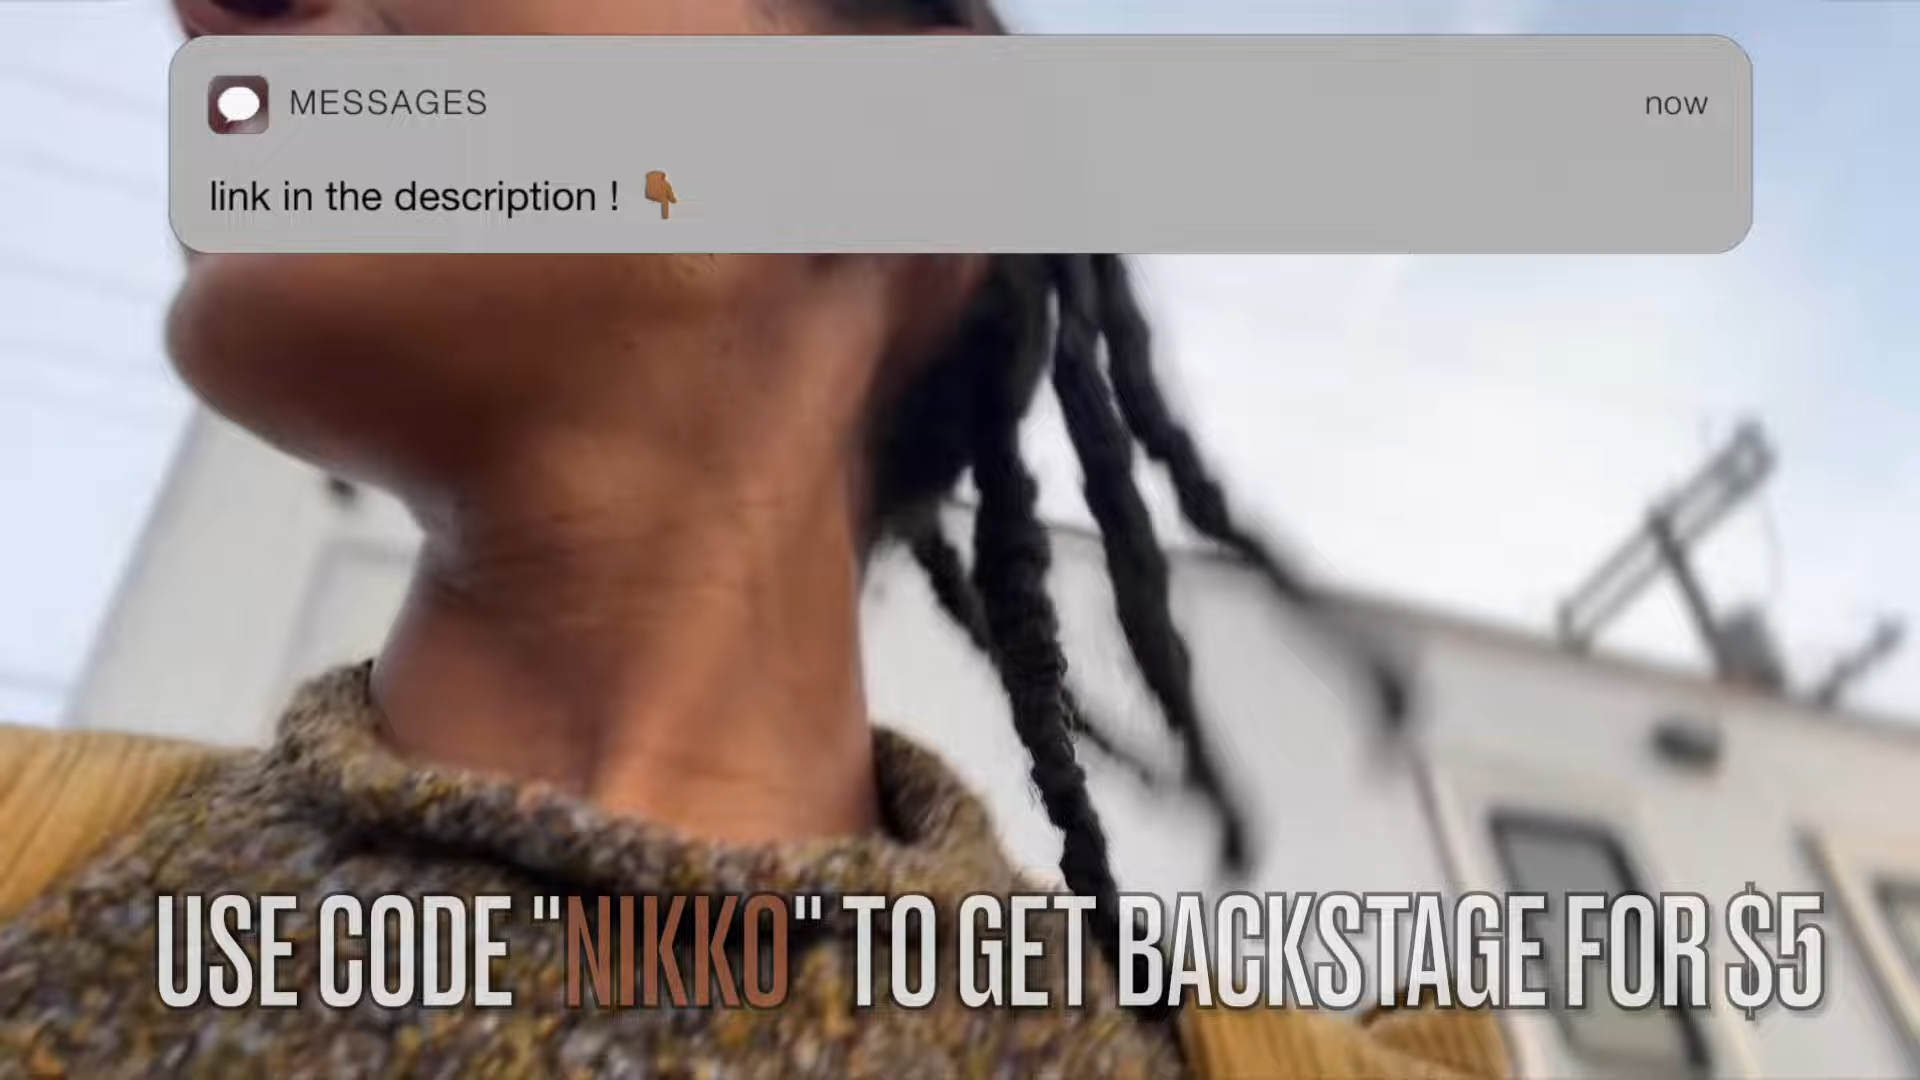 MESSAGES now
link in the description ! 👇🏾
USE CODE "NIKKO" TO GET BACKSTAGE FOR $5